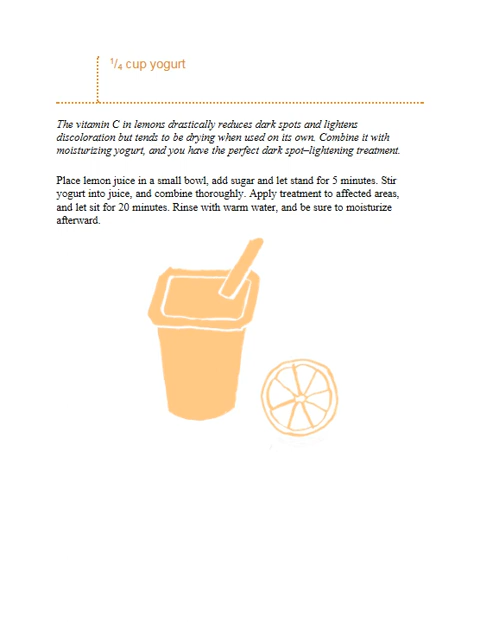 1/4 cup yogurt
The vitamin C in lemons drastically reduces dark spots and lightens
discoloration but tends to be drying when used on its own. Combine it with
moisturizing yogurt, and you have the perfect dark spot–lightening treatment.
Place lemon juice in a small bowl, add sugar and let stand for 5 minutes. Stir
yogurt into juice, and combine thoroughly. Apply treatment to affected areas,
and let sit for 20 minutes. Rinse with warm water, and be sure to moisturize
afterward.